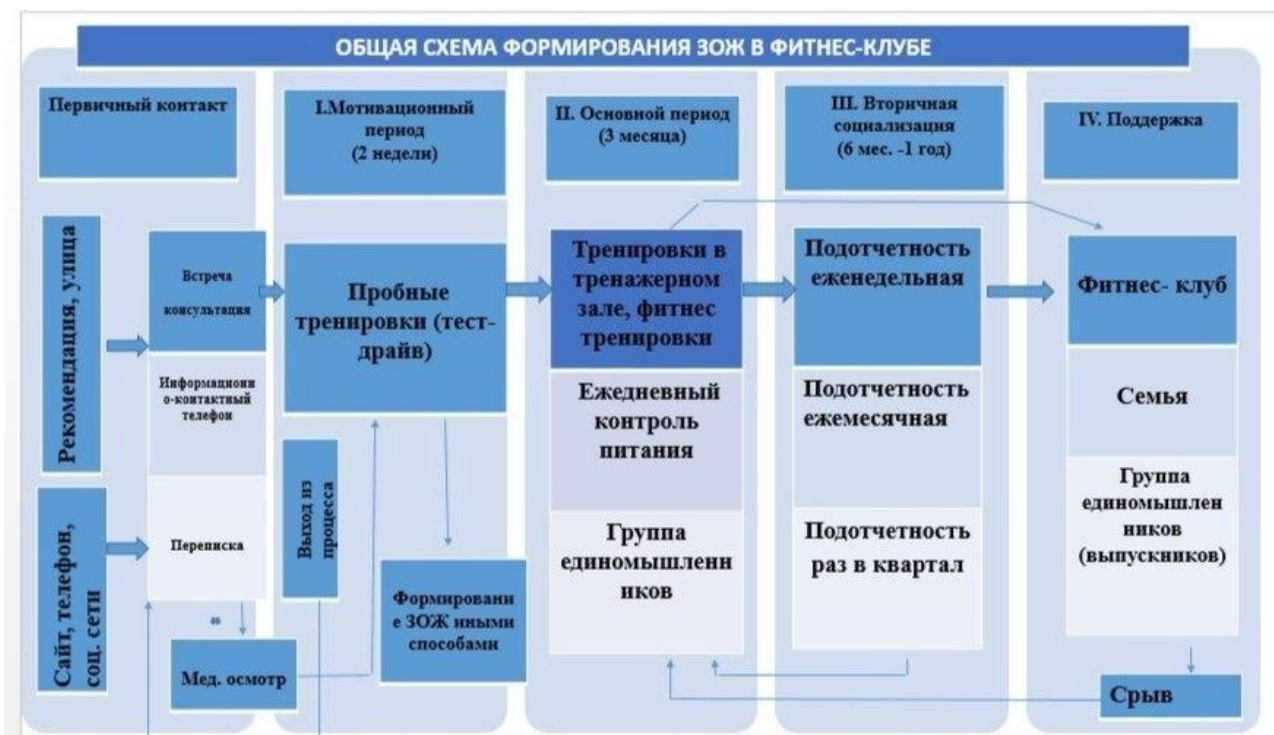 ОБЩАЯ СХЕМА ФОРМИРОВАНИЯ ЗОЖ В ФИТНЕС-КЛУБЕ
Первичный контакт
I.Мотивационный
период
(2 недели)
II. Основной период
(3 месяца)
III. Вторичная
социализация
(6 мес. -1 год)
IV. Поддержка
Рекомендация, улица
Сайт, телефон,
соц. сети
Встреча
консультация
Информационн
о-контактный
телефон
Переписка
Мед. осмотр
Пробные
тренировки (тест-
драйв)
Выход из
процесса
Формировани
е ЗОЖ иными
способами
Тренировки в
тренажерном
зале, фитнес
тренировки
Ежедневный
контроль
питания
Группа
единомышленн
иков
Подотчетность
еженедельная
Подотчетность
ежемесячная
Подотчетность
раз в квартал
Фитнес- клуб
Семья
Группа
единомышлен
ников
(выпускников)
Срыв